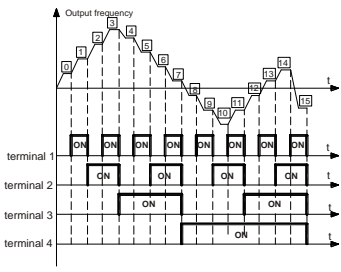 Output frequency
3
2
4
1
5
14
0
6
13
7
t
12
8
9
11
15
10
ON ON ON ON ON ON ON ON
t
terminal 1
ON ON ON ON
t
terminal 2
ON ON
t
terminal 3
ON
t
terminal 4